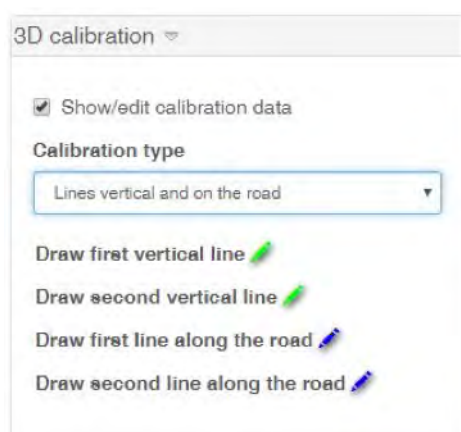 3D calibration
Show/edit calibration data
Calibration type
Lines vertical and on the road
Draw first vertical line
Draw second vertical line
Draw first line along the road
Draw second line along the road